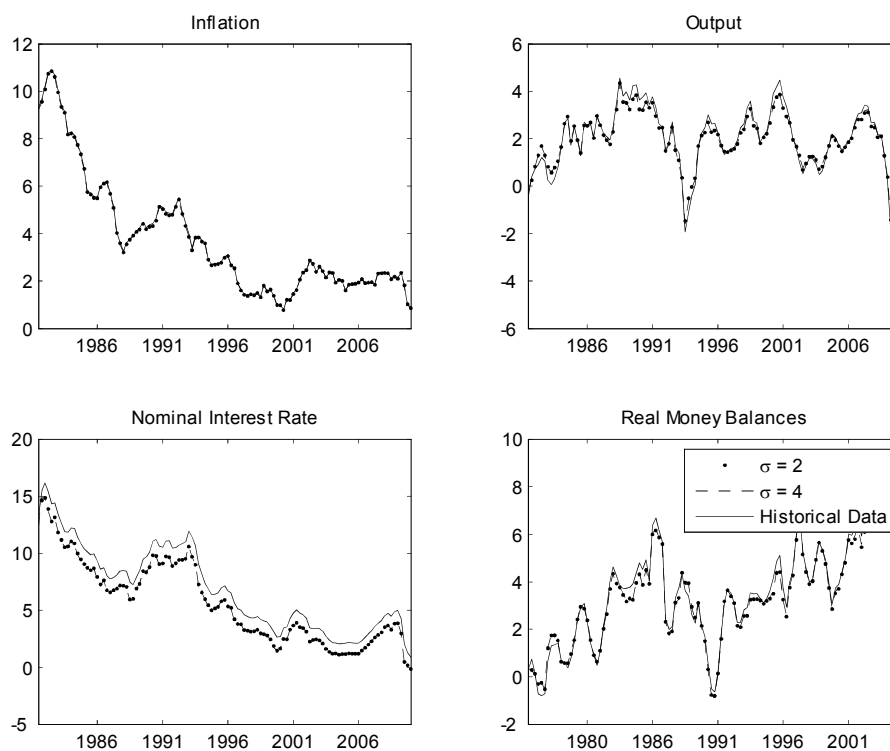 Inflation
12
10
8
6
4
2
0
1986 1991 1996 2001 2006
Output
6
4
2
0
-2
-4
-6
1986 1991 1996 2001 2006
Nominal Interest Rate
20
15
10
5
0
-5
1986 1991 1996 2001 2006
Real Money Balances
10
8
6
4
2
0
-2
1980 1986 1991 1996 2001
σ = 2
σ = 4
Historical Data